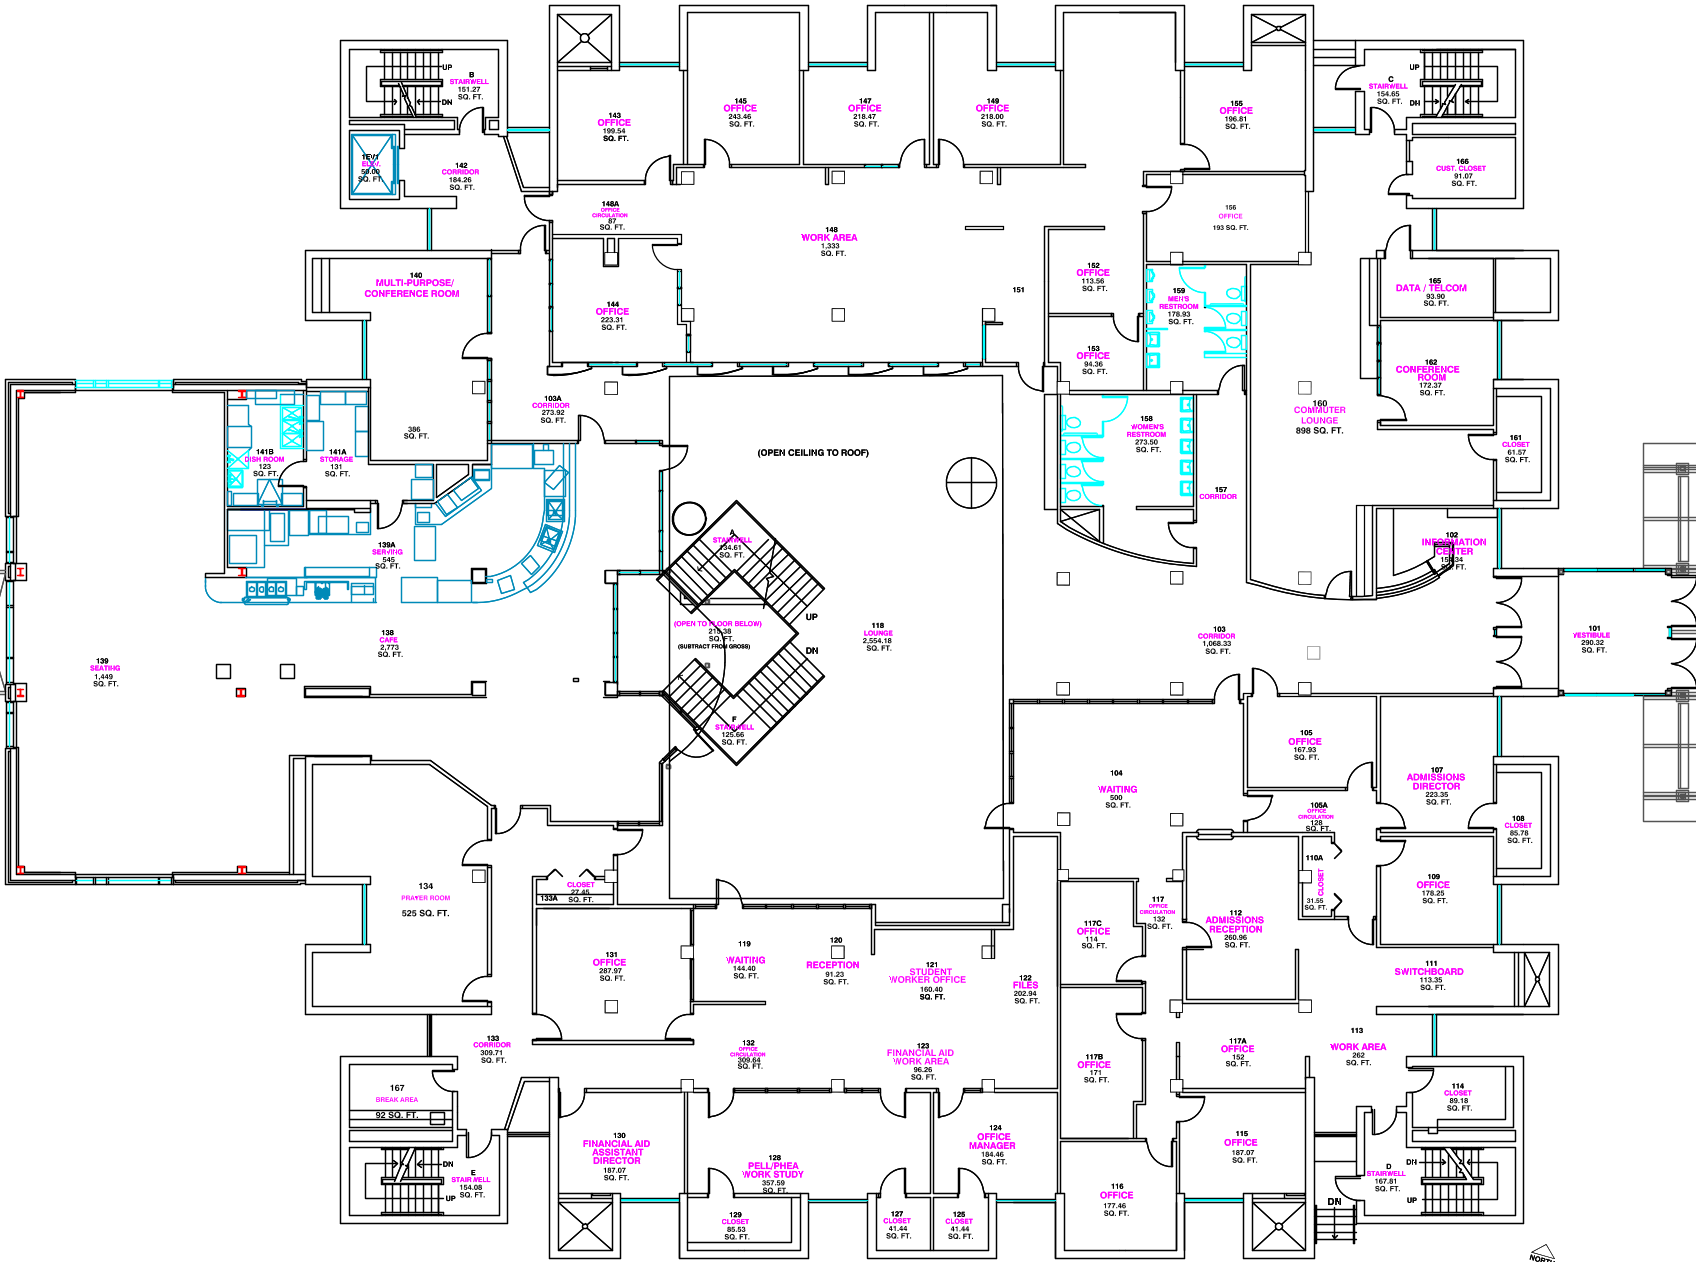 UP
DN
B
STAIRWELL
151.27
SQ. FT.
ELEV.
50.00
SQ. FT.
142
CORRIDOR
184.26
SQ. FT.
143
OFFICE
199.54
SQ. FT.
145
OFFICE
243.46
SQ. FT.
147
OFFICE
218.47
SQ. FT.
149
OFFICE
218.00
SQ. FT.
155
OFFICE
196.81
SQ. FT.
C
STAIRWELL
154.65
SQ. FT.
UP
DN
166
CUST. CLOSET
91.07
SQ. FT.
148A
OFFICE
CIRCULATION
87
SQ. FT.
148
WORK AREA
1,333
SQ. FT.
156
OFFICE
193 SQ. FT.
140
MULTI-PURPOSE/
CONFERENCE ROOM
386
SQ. FT.
144
OFFICE
223.31
SQ. FT.
151
152
OFFICE
113.56
SQ. FT.
159
MEN'S
RESTROOM
178.93
SQ. FT.
165
DATA / TELCOM
93.90
SQ. FT.
153
OFFICE
94.36
SQ. FT.
162
CONFERENCE
ROOM
172.37
SQ. FT.
103A
CORRIDOR
273.92
SQ. FT.
160
COMMUTER
LOUNGE
898 SQ. FT.
158
WOMEN'S
RESTROOM
273.50
SQ. FT.
161
CLOSET
61.57
SQ. FT.
141B
DISH ROOM
123
SQ. FT.
141A
STORAGE
131
SQ. FT.
(OPEN CEILING TO ROOF)
157
CORRIDOR
139A
SERVING
545
SQ. FT.
A
STAIRWELL
134.61
SQ. FT.
102
INFORMATION
CENTER
SQ. FT.
UP
(OPEN TO FLOOR BELOW)
215.38
SQ. FT.
(SUBTRACT FROM GROSS)
DN
118
LOUNGE
2,554.18
SQ. FT.
103
CORRIDOR
1,068.33
SQ. FT.
101
VESTIBULE
290.32
SQ. FT.
138
CAFE
2,773
SQ. FT.
139
SEATING
1,449
SQ. FT.
F
STAIRWELL
125.66
SQ. FT.
105
OFFICE
167.93
SQ. FT.
104
WAITING
500
SQ. FT.
107
ADMISSIONS
DIRECTOR
223.35
SQ. FT.
105A
OFFICE
CIRCULATION
128
SQ. FT.
108
CLOSET
85.78
SQ. FT.
110A
CLOSET
31.55
SQ. FT.
109
OFFICE
178.25
SQ. FT.
134
PRAYER ROOM
525 SQ. FT.
CLOSET
27.45
SQ. FT.
133A
117
OFFICE
CIRCULATION
132
SQ. FT.
117C
OFFICE
114
SQ. FT.
112
ADMISSIONS
RECEPTION
260.96
SQ. FT.
131
OFFICE
287.97
SQ. FT.
119
WAITING
144.40
SQ. FT.
120
RECEPTION
91.23
SQ. FT.
121
STUDENT
WORKER OFFICE
160.40
SQ. FT.
122
FILES
202.94
SQ. FT.
111
SWITCHBOARD
113.35
SQ. FT.
133
CORRIDOR
309.71
SQ. FT.
132
OFFICE
CIRCULATION
309.64
SQ. FT.
123
FINANCIAL AID
WORK AREA
96.26
SQ. FT.
117B
OFFICE
171
SQ. FT.
117A
OFFICE
152
SQ. FT.
113
WORK AREA
262
SQ. FT.
167
BREAK AREA
92 SQ. FT.
114
CLOSET
89.18
SQ. FT.
130
FINANCIAL AID
ASSISTANT
DIRECTOR
187.07
SQ. FT.
128
PELL/PHEA
WORK STUDY
357.59
SQ. FT.
124
OFFICE
MANAGER
184.46
SQ. FT.
115
OFFICE
187.07
SQ. FT.
DN
UP
E
STAIRWELL
154.08
SQ. FT.
D
STAIRWELL
167.81
SQ. FT.
DN
UP
116
OFFICE
177.46
SQ. FT.
129
CLOSET
85.53
SQ. FT.
127
CLOSET
41.44
SQ. FT.
125
CLOSET
41.44
SQ. FT.
DN
NORTH